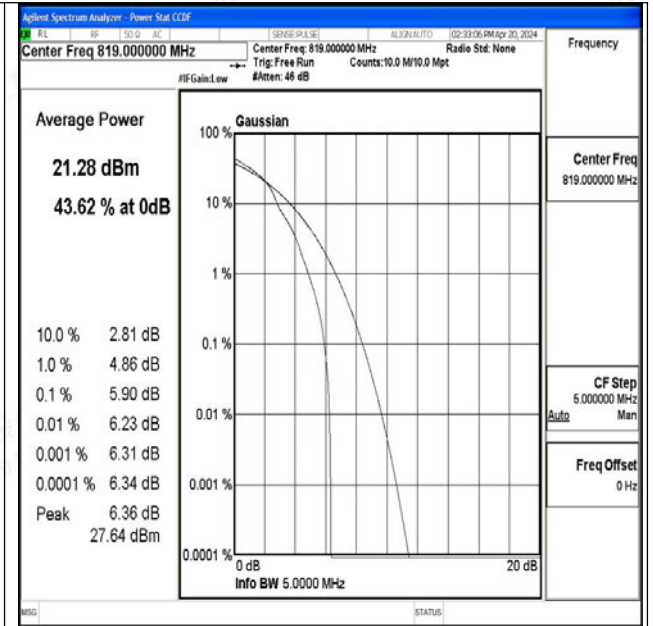 Agilent Spectrum Analyzer - Power Stat CCDF
RL RF 50 Ω AC SENSE:PULSE ALIGN AUTO 02:33:06 PM Apr 20, 2024
Center Freq 819.000000 MHz
Center Freq: 819.000000 MHz Radio Std: None
Trig: Free Run Counts:10.0 M/10.0 Mpt
#IFGain:Low #Atten: 46 dB
Frequency
Average Power
21.28 dBm
43.62 % at 0dB
10.0 % 2.81 dB
1.0 % 4.86 dB
0.1 % 5.90 dB
0.01 % 6.23 dB
0.001 % 6.31 dB
0.0001 % 6.34 dB
Peak 6.36 dB
27.64 dBm
Gaussian
100 %
10 %
1 %
0.1 %
0.01 %
0.001 %
0.0001 %
0 dB 20 dB
Info BW 5.0000 MHz
Center Freq
819.000000 MHz
CF Step
5.000000 MHz
Auto Man
Freq Offset
0 Hz
MSG STATUS